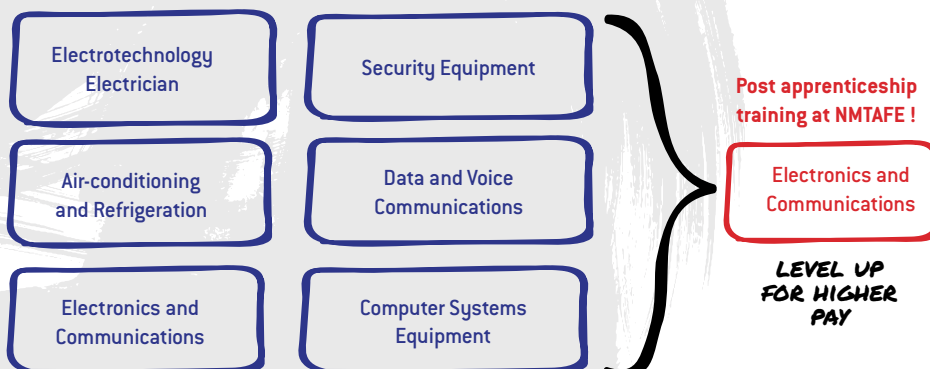 Electrotechnology
Electrician
Security Equipment
Air-conditioning
and Refrigeration
Data and Voice
Communications
Electronics and
Communications
Computer Systems
Equipment
Post apprenticeship
training at NMTAFE !
Electronics and
Communications
LEVEL UP
FOR HIGHER
PAY